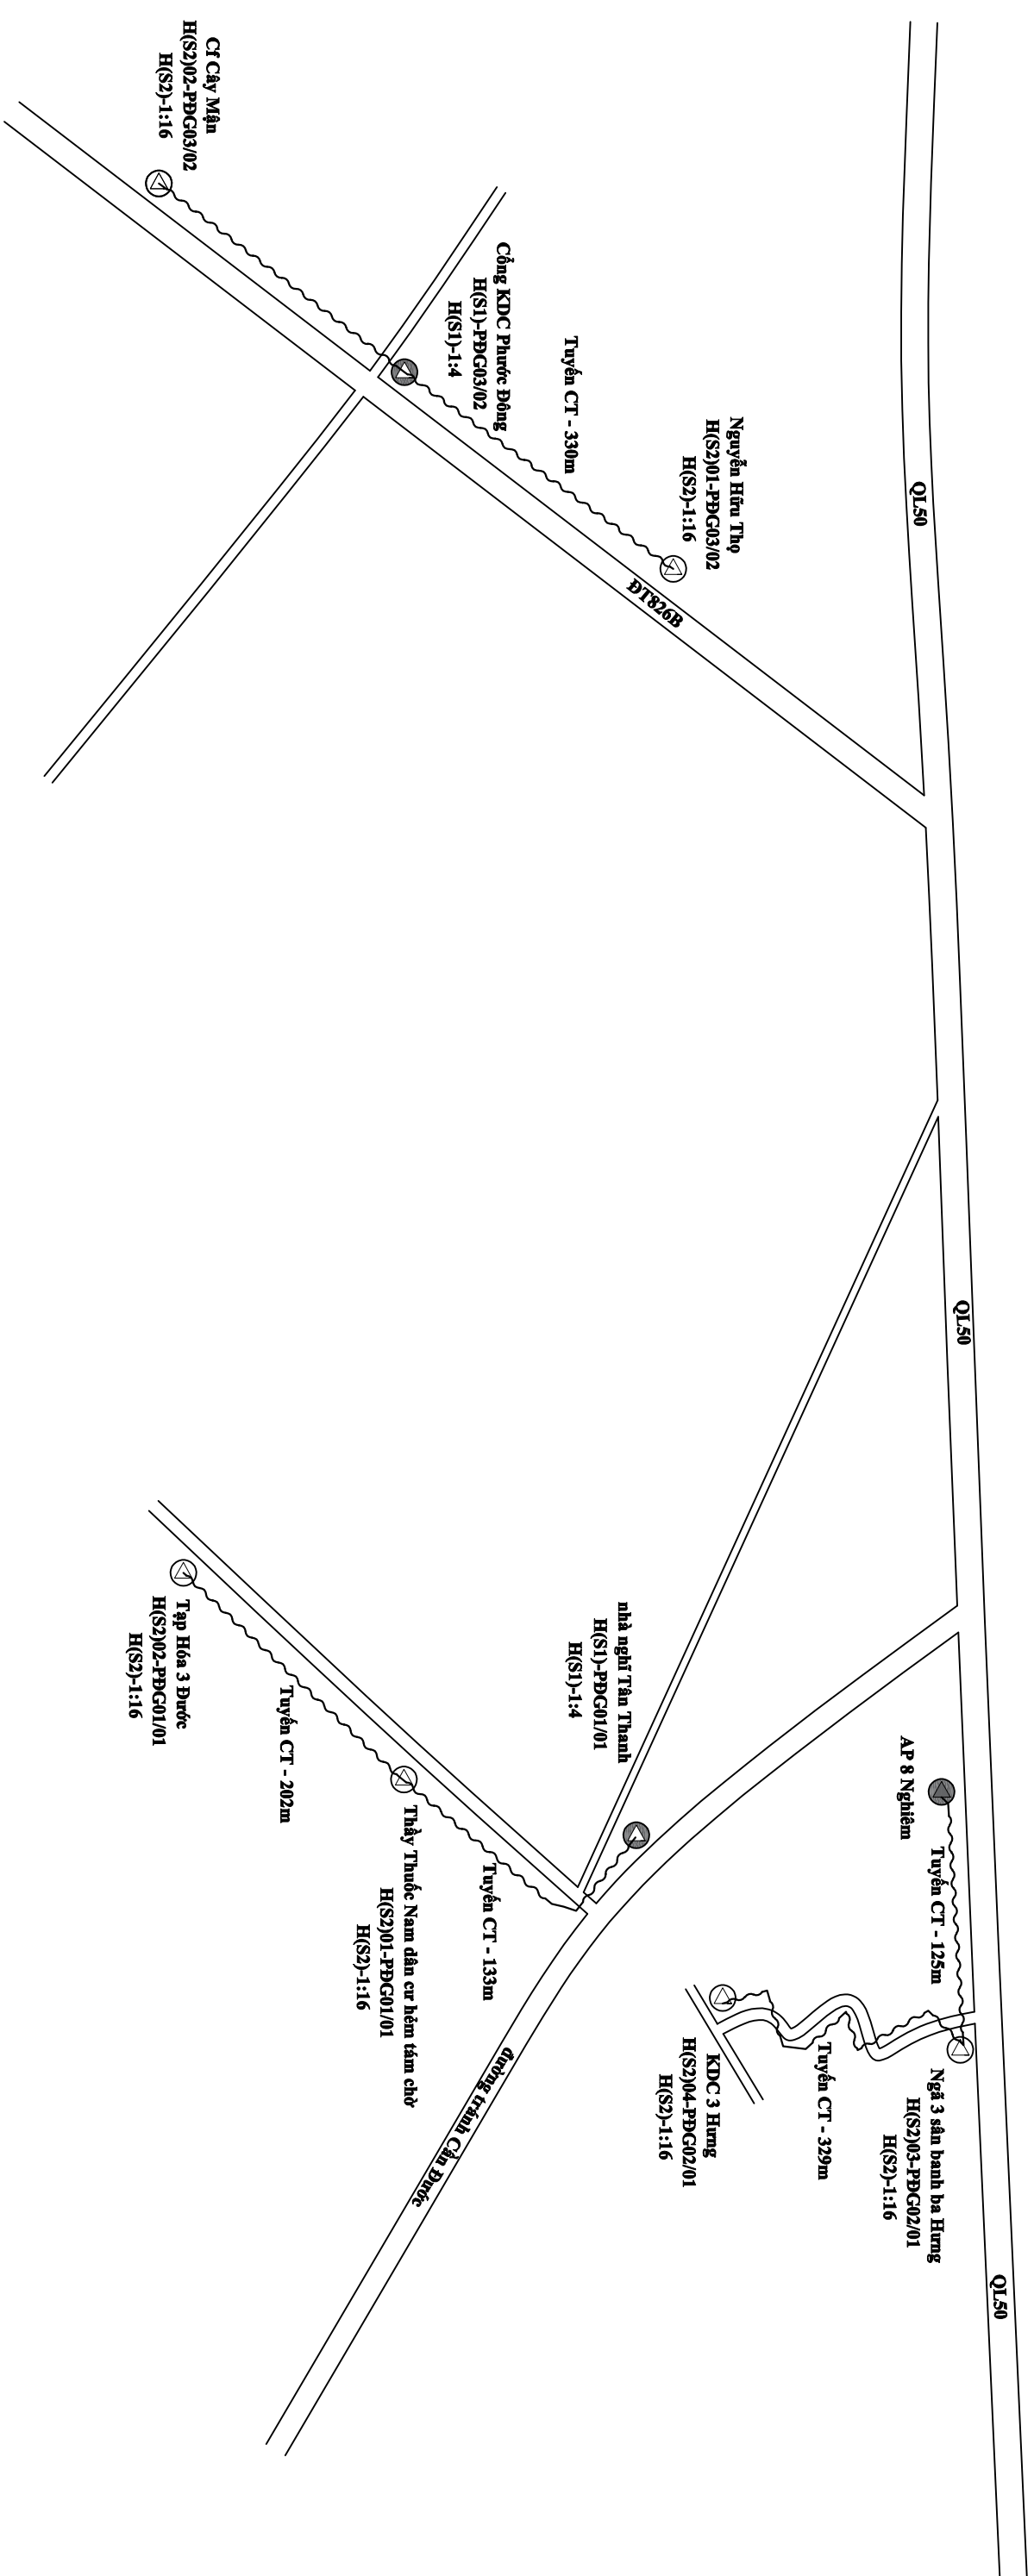 Cf Cây Mận
H(S2)02-PĐG03/02
H(S2)-1:16
Cổng KDC Phước Đông
H(S1)-PĐG03/02
H(S1)-1:4
Tuyến CT - 330m
Nguyễn Hữu Thọ
H(S2)01-PĐG03/02
H(S2)-1:16
ĐT826B
QL50
QL50
Tạp Hóa 3 Đước
H(S2)02-PĐG01/01
H(S2)-1:16
Tuyến CT - 202m
Thầy Thuốc Nam dân cư hẻm tám chờ
H(S2)01-PĐG01/01
H(S2)-1:16
Tuyến CT - 133m
nhà nghĩ Tân Thanh
H(S1)-PĐG01/01
H(S1)-1:4
AP 8 Nghiêm
Tuyến CT - 125m
Ngã 3 sân banh ba Hưng
H(S2)03-PĐG02/01
H(S2)-1:16
Tuyến CT - 329m
KDC 3 Hưng
H(S2)04-PĐG02/01
H(S2)-1:16
đường tránh Cần Đước
QL50